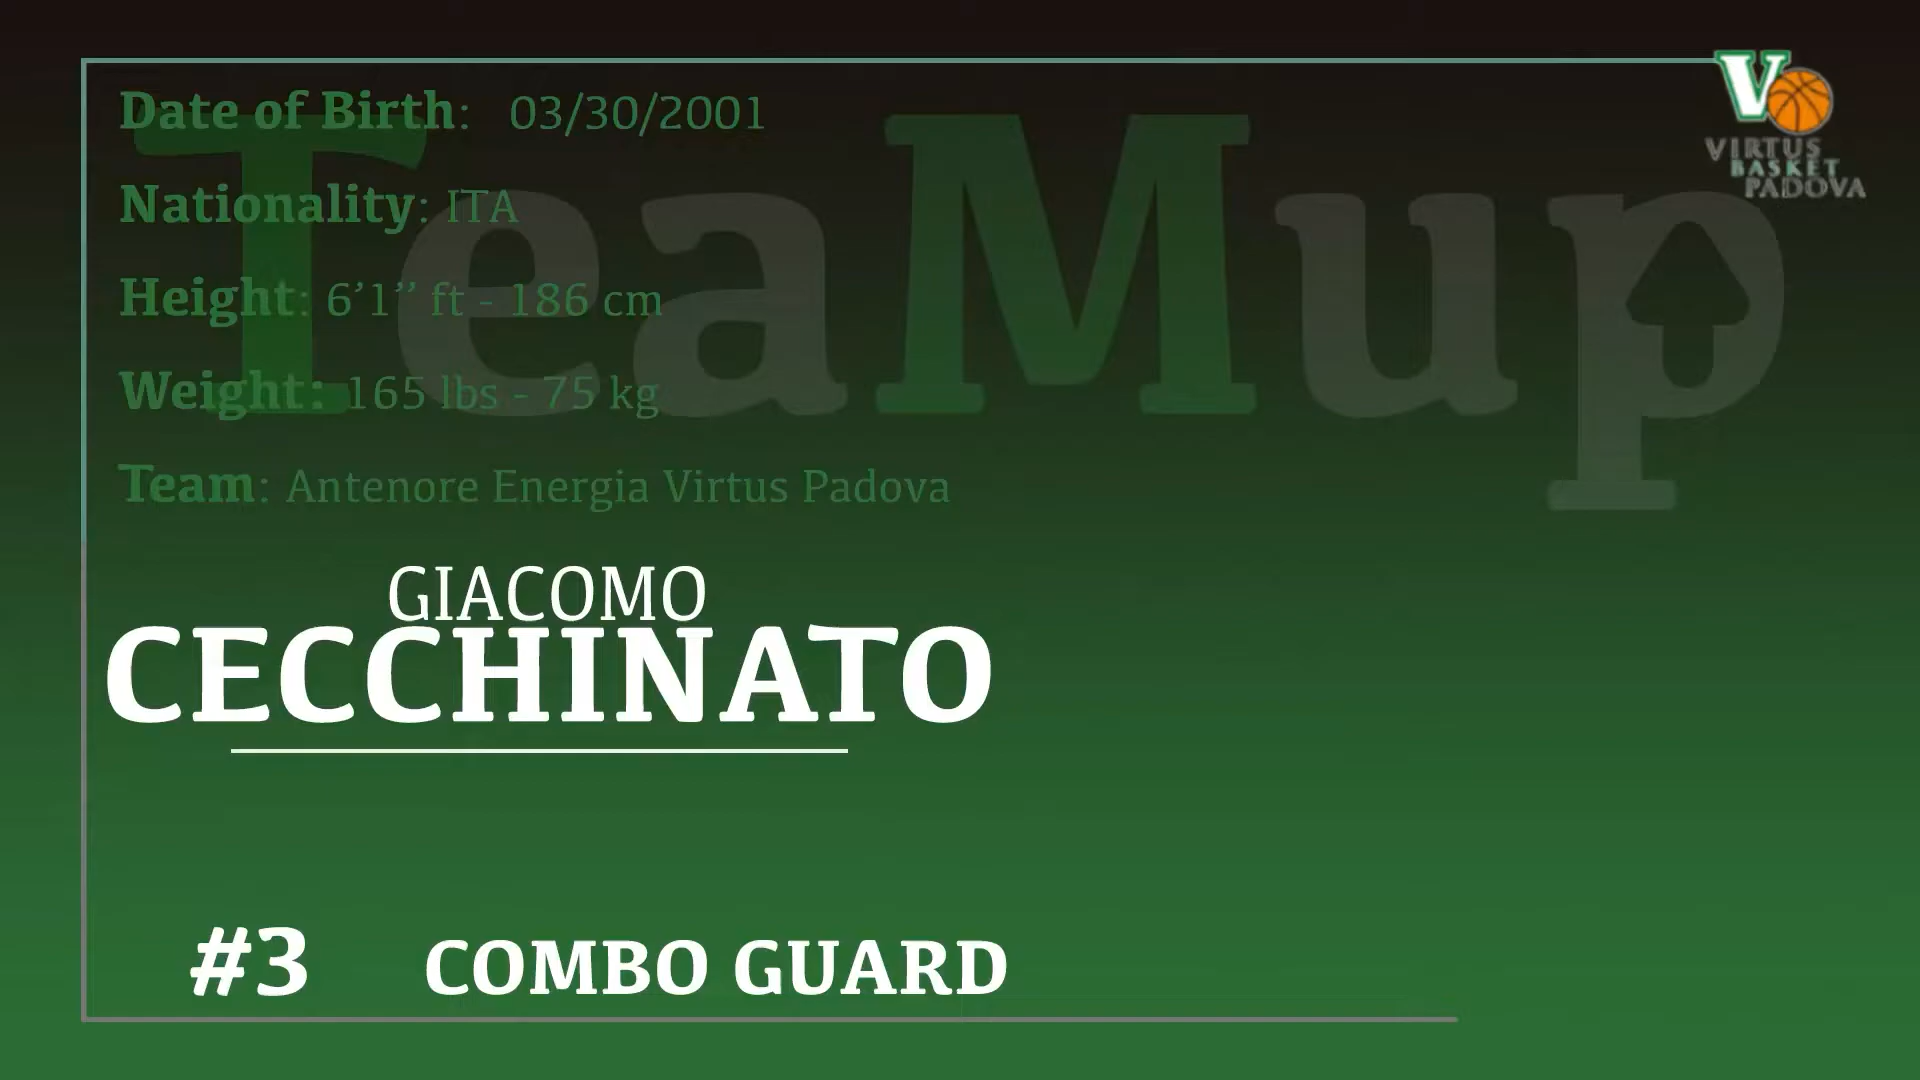 Date of Birth: 03/30/2001
Nationality: ITA
Height: 6’1’’ ft - 186 cm
Weight: 165 lbs - 75 kg
Team: Antenore Energia Virtus Padova
TeaMup
V
VIRTUS
BASKET
PADOVA
GIACOMO
CECCHINATO
#3 COMBO GUARD